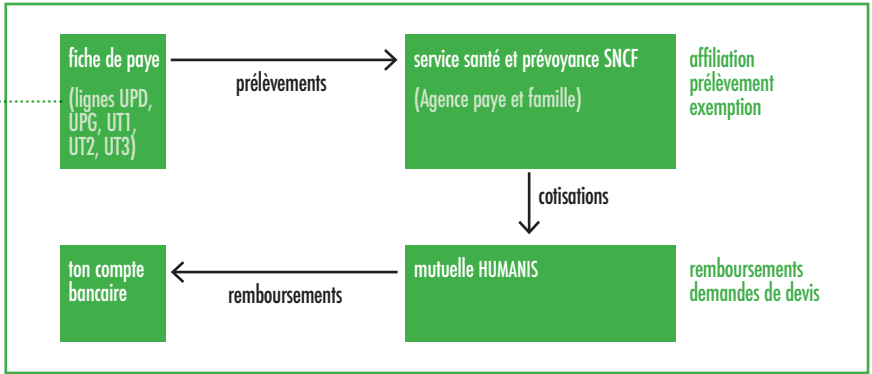 fiche de paye
(lignes UPD,
UPG, UT1,
UT2, UT3)
prélèvements
service santé et prévoyance SNCF
(Agence paye et famille)
affiliation
prélèvement
exemption
cotisations
ton compte
bancaire
remboursements
mutuelle HUMANIS
remboursements
demandes de devis